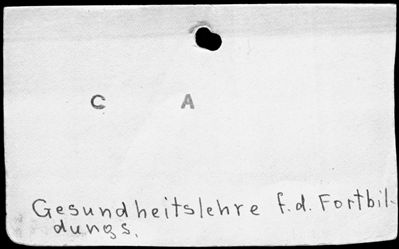 C A
Gesundheitslehre f.d. Fortbil-
dungs.